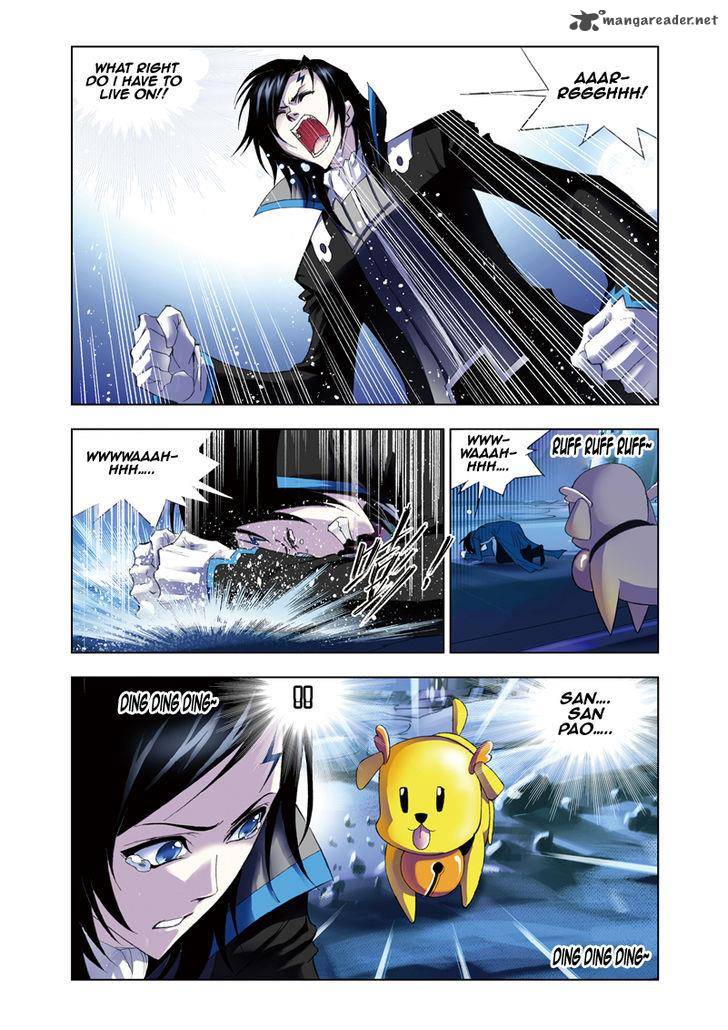 mangareader.net
WHAT RIGHT
DO I HAVE TO
LIVE ON!!
AAAR-
RGGGHHH!
WWWWAAAH-
HHH.....
WWW-
WAAAH-
HHH....
RUFF RUFF RUFF~
DING DING DING~
!!
SAN....
SAN
PAO.....
DING DING DING~